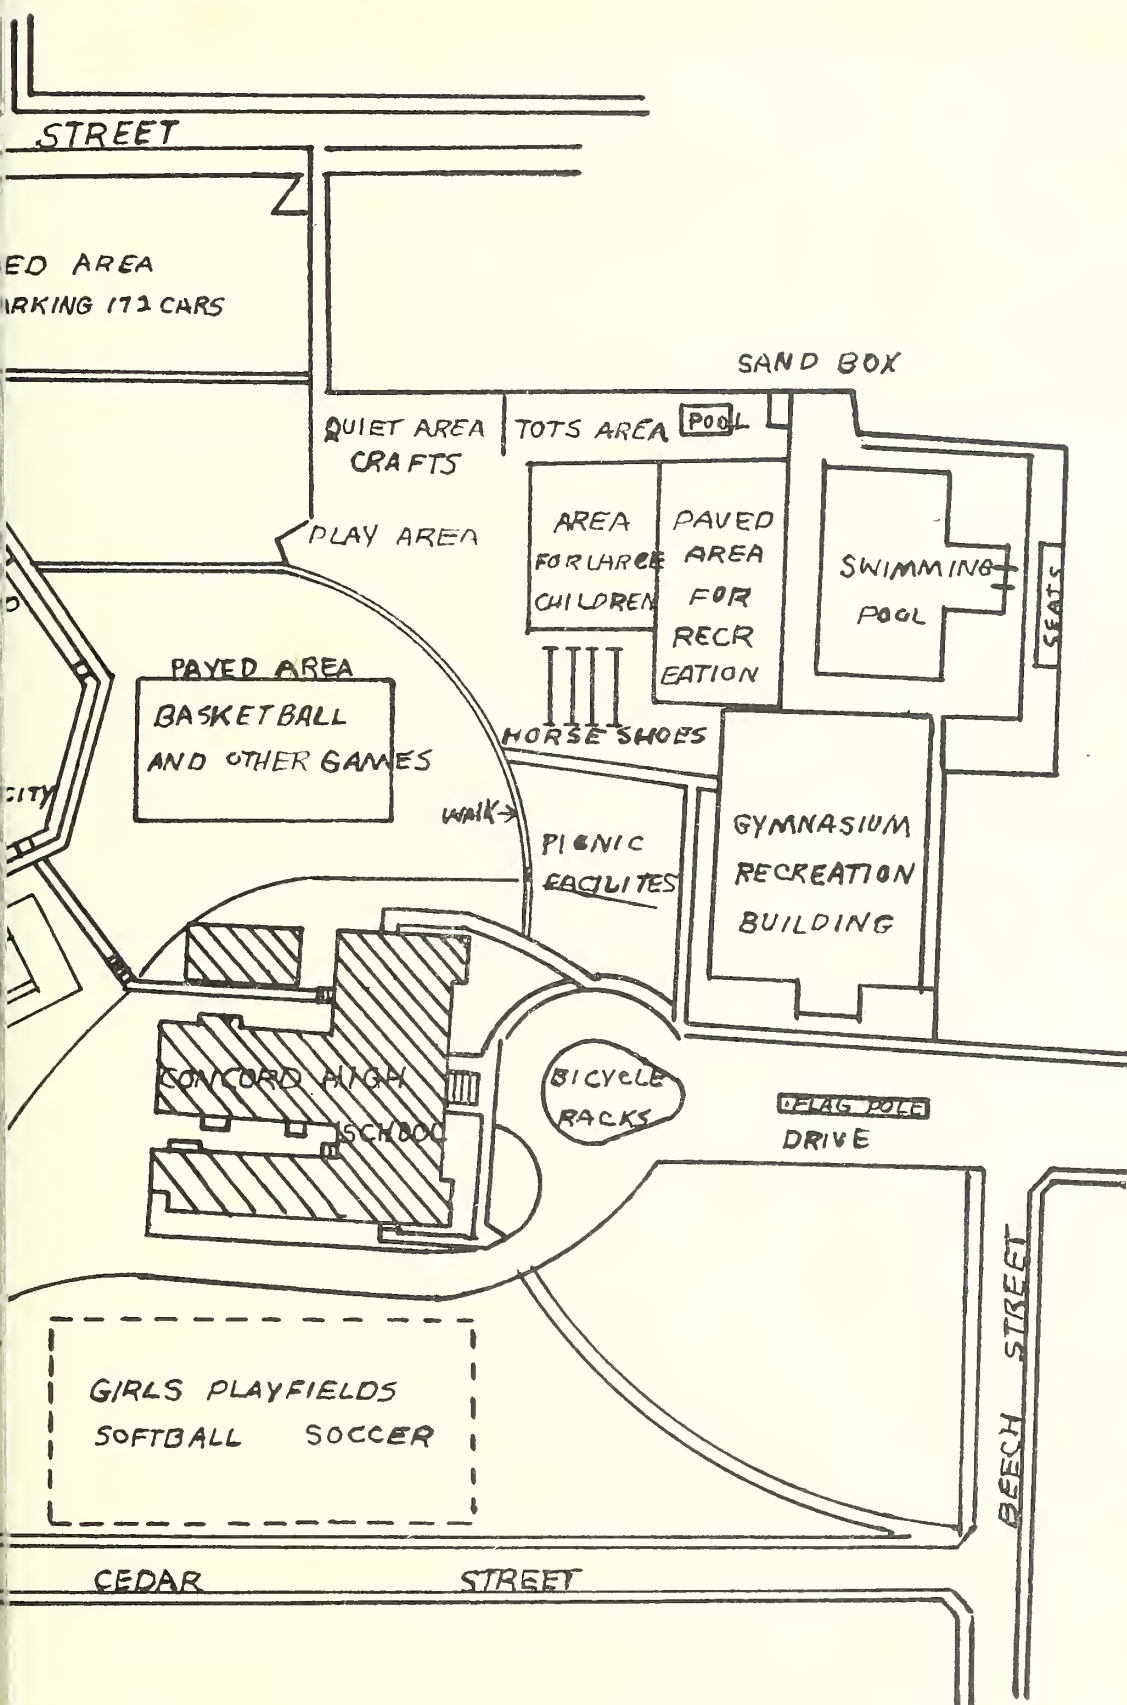 STREET
ED AREA
ARKING 172 CARS
SAND BOX
QUIET AREA
CRAFTS
TOTS AREA
POOL
PLAY AREA
AREA
FOR LARGE
CHILDREN
PAVED
AREA
FOR
RECR
EATION
SWIMMING
POOL
SEATS
PAVED AREA
BASKETBALL
AND OTHER GAMES
HORSE SHOES
CITY
WALK→
PICNIC
FACILITES
GYMNASIUM
RECREATION
BUILDING
CONCORD HIGH
SCHOOL
BICYCLE
RACKS
FLAG POLE
DRIVE
BEECH STREET
GIRLS PLAYFIELDS
SOFTBALL SOCCER
CEDAR STREET